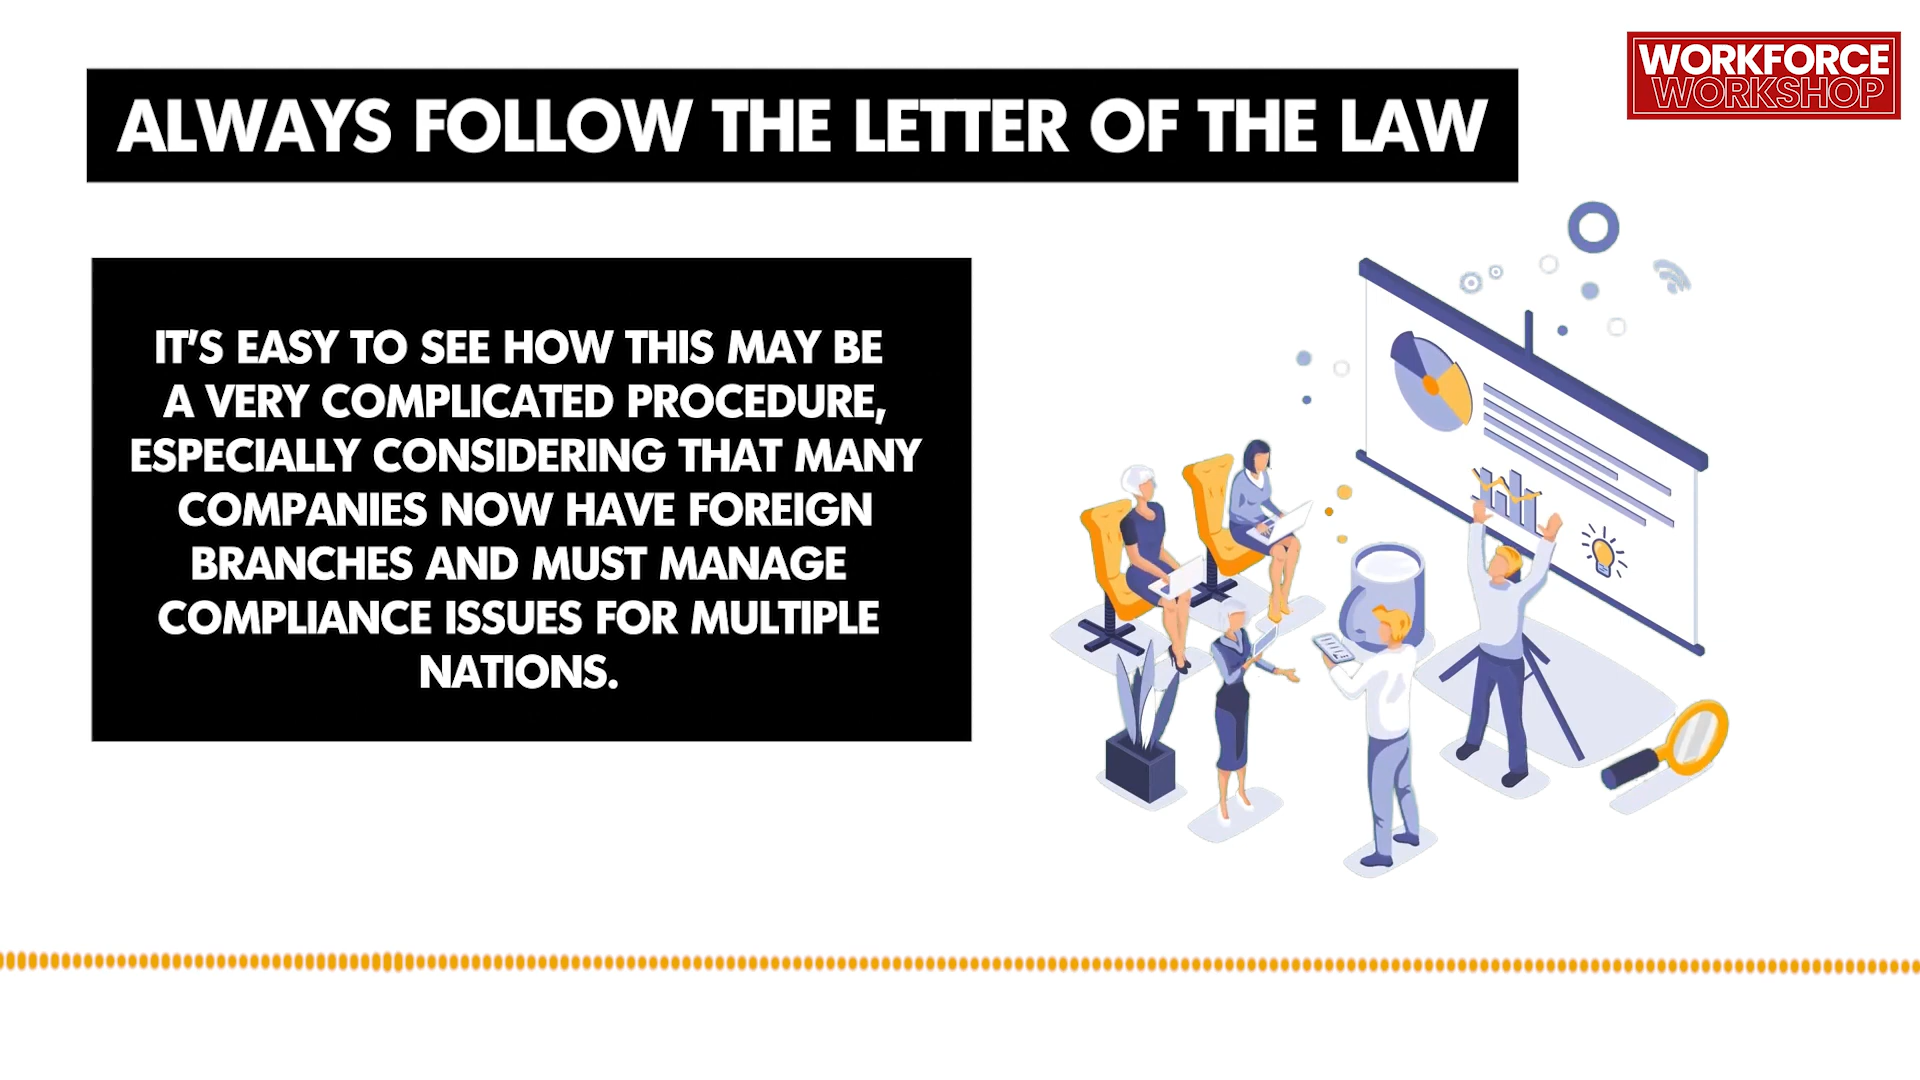 WORKFORCE
WORKSHOP
ALWAYS FOLLOW THE LETTER OF THE LAW
IT'S EASY TO SEE HOW THIS MAY BE
A VERY COMPLICATED PROCEDURE,
ESPECIALLY CONSIDERING THAT MANY
COMPANIES NOW HAVE FOREIGN
BRANCHES AND MUST MANAGE
COMPLIANCE ISSUES FOR MULTIPLE
NATIONS.